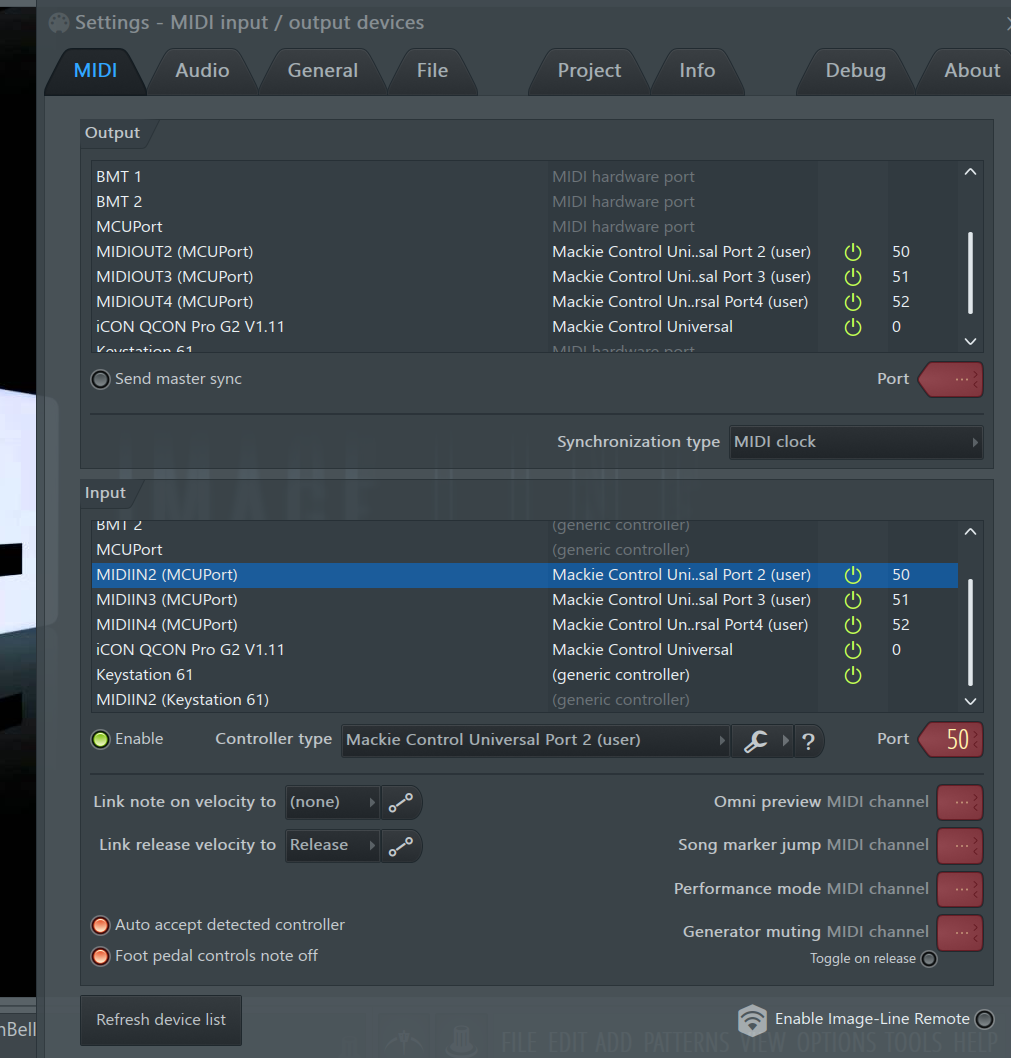 Settings - MIDI input / output devices
MIDI Audio General File Project Info Debug About
Output
BMT 1 MIDI hardware port
BMT 2 MIDI hardware port
MCUPort MIDI hardware port
MIDIOUT2 (MCUPort) Mackie Control Uni..sal Port 2 (user) 50
MIDIOUT3 (MCUPort) Mackie Control Uni..sal Port 3 (user) 51
MIDIOUT4 (MCUPort) Mackie Control Un..rsal Port4 (user) 52
iCON QCON Pro G2 V1.11 Mackie Control Universal 0
Keystation 61 MIDI hardware port
Send master sync Port ...
Synchronization type MIDI clock
Input
BMT 2 (generic controller)
MCUPort (generic controller)
MIDIIN2 (MCUPort) Mackie Control Uni..sal Port 2 (user) 50
MIDIIN3 (MCUPort) Mackie Control Uni..sal Port 3 (user) 51
MIDIIN4 (MCUPort) Mackie Control Un..rsal Port4 (user) 52
iCON QCON Pro G2 V1.11 Mackie Control Universal 0
Keystation 61 (generic controller)
MIDIIN2 (Keystation 61) (generic controller)
Enable Controller type Mackie Control Universal Port 2 (user) ? Port 50
Link note on velocity to (none) Omni preview MIDI channel ...
Link release velocity to Release Song marker jump MIDI channel ...
Performance mode MIDI channel ...
Auto accept detected controller Generator muting MIDI channel ...
Foot pedal controls note off Toggle on release
Refresh device list Enable Image-Line Remote
nBell
FILE EDIT ADD PATTERNS VIEW OPTIONS TOOLS HELP